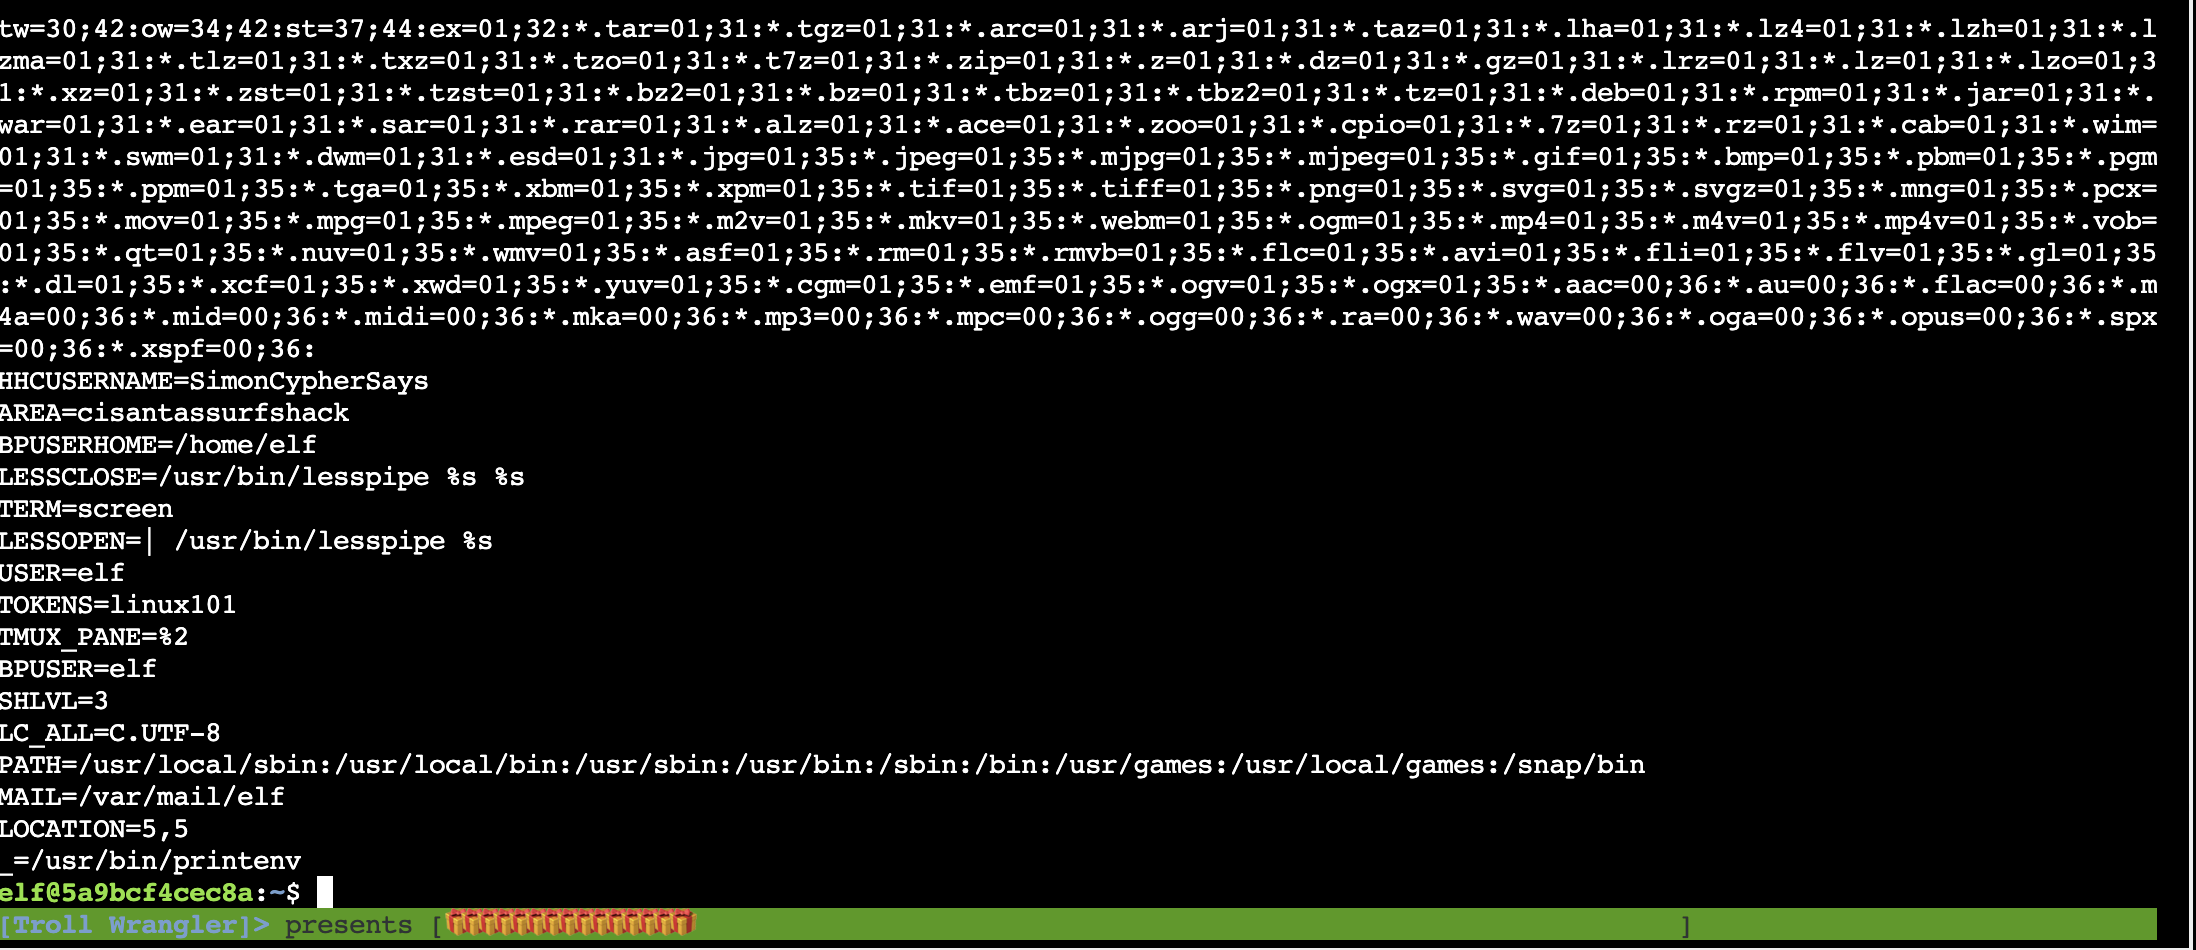 tw=30;42:ow=34;42:st=37;44:ex=01;32:*.tar=01;31:*.tgz=01;31:*.arc=01;31:*.arj=01;31:*.taz=01;31:*.lha=01;31:*.lz4=01;31:*.lzh=01;31:*.l
zma=01;31:*.tlz=01;31:*.txz=01;31:*.tzo=01;31:*.t7z=01;31:*.zip=01;31:*.z=01;31:*.dz=01;31:*.gz=01;31:*.lrz=01;31:*.lz=01;31:*.lzo=01;3
1:*.xz=01;31:*.zst=01;31:*.tzst=01;31:*.bz2=01;31:*.bz=01;31:*.tbz=01;31:*.tbz2=01;31:*.tz=01;31:*.deb=01;31:*.rpm=01;31:*.jar=01;31:*.
war=01;31:*.ear=01;31:*.sar=01;31:*.rar=01;31:*.alz=01;31:*.ace=01;31:*.zoo=01;31:*.cpio=01;31:*.7z=01;31:*.rz=01;31:*.cab=01;31:*.wim=
01;31:*.swm=01;31:*.dwm=01;31:*.esd=01;31:*.jpg=01;35:*.jpeg=01;35:*.mjpg=01;35:*.mjpeg=01;35:*.gif=01;35:*.bmp=01;35:*.pbm=01;35:*.pgm
=01;35:*.ppm=01;35:*.tga=01;35:*.xbm=01;35:*.xpm=01;35:*.tif=01;35:*.tiff=01;35:*.png=01;35:*.svg=01;35:*.svgz=01;35:*.mng=01;35:*.pcx=
01;35:*.mov=01;35:*.mpg=01;35:*.mpeg=01;35:*.m2v=01;35:*.mkv=01;35:*.webm=01;35:*.ogm=01;35:*.mp4=01;35:*.m4v=01;35:*.mp4v=01;35:*.vob=
01;35:*.qt=01;35:*.nuv=01;35:*.wmv=01;35:*.asf=01;35:*.rm=01;35:*.rmvb=01;35:*.flc=01;35:*.avi=01;35:*.fli=01;35:*.flv=01;35:*.gl=01;35
:*.dl=01;35:*.xcf=01;35:*.xwd=01;35:*.yuv=01;35:*.cgm=01;35:*.emf=01;35:*.ogv=01;35:*.ogx=01;35:*.aac=00;36:*.au=00;36:*.flac=00;36:*.m
4a=00;36:*.mid=00;36:*.midi=00;36:*.mka=00;36:*.mp3=00;36:*.mpc=00;36:*.ogg=00;36:*.ra=00;36:*.wav=00;36:*.oga=00;36:*.opus=00;36:*.spx
=00;36:*.xspf=00;36:
HHCUSERNAME=SimonCypherSays
AREA=cisantassurfshack
BPUSERHOME=/home/elf
LESSCLOSE=/usr/bin/lesspipe %s %s
TERM=screen
LESSOPEN=| /usr/bin/lesspipe %s
USER=elf
TOKENS=linux101
TMUX_PANE=%2
BPUSER=elf
SHLVL=3
LC_ALL=C.UTF-8
PATH=/usr/local/sbin:/usr/local/bin:/usr/sbin:/usr/bin:/sbin:/bin:/usr/games:/usr/local/games:/snap/bin
MAIL=/var/mail/elf
LOCATION=5,5
_=/usr/bin/printenv
elf@5a9bcf4cec8a:~$
[Troll Wrangler]> presents [ ]